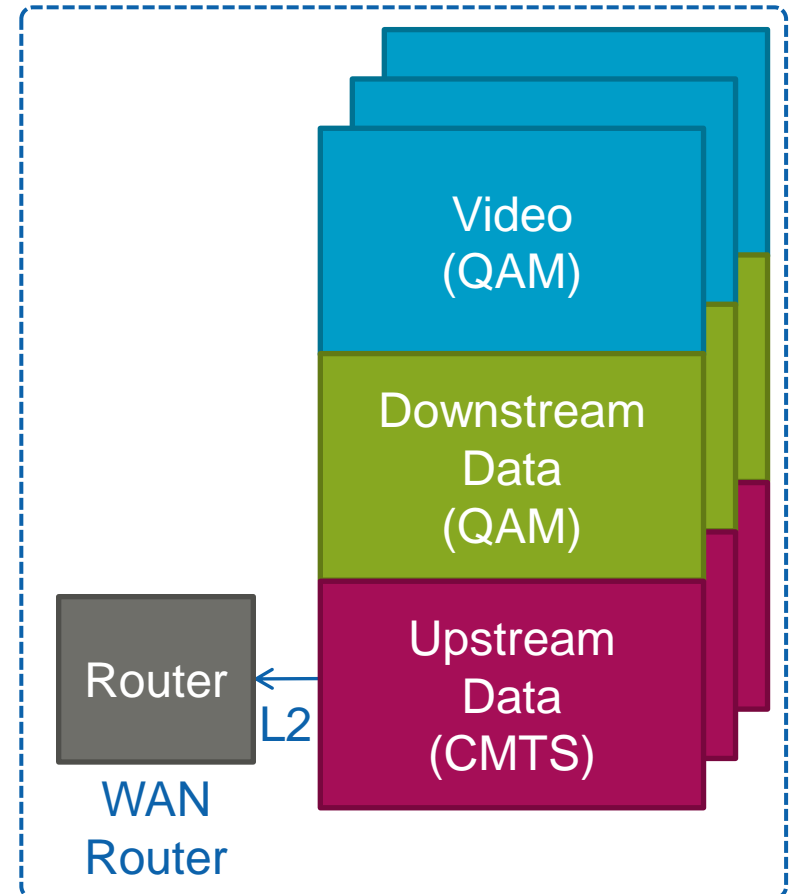 Video
(QAM)
Downstream
Data
(QAM)
Upstream
Data
(CMTS)
Router
L2
WAN
Router